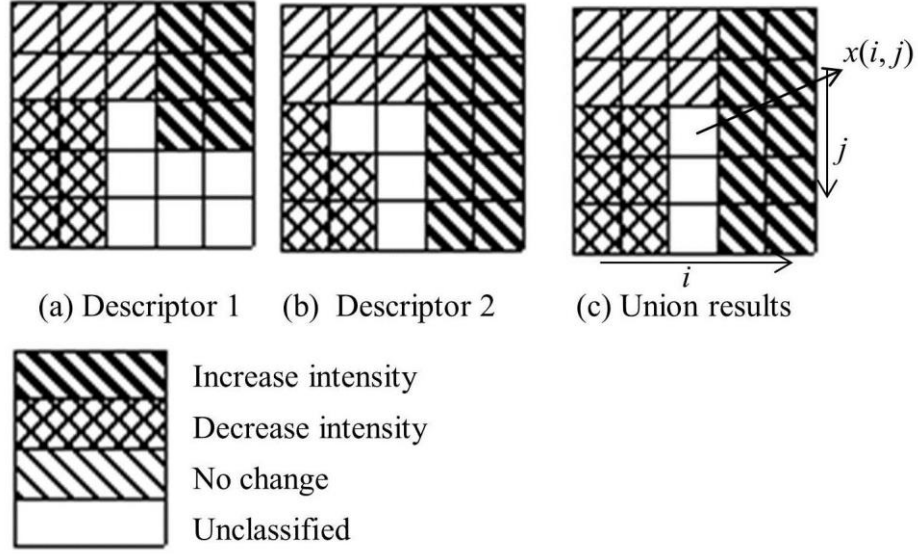 x(i, j)
j
i
(a) Descriptor 1
(b) Descriptor 2
(c) Union results
Increase intensity
Decrease intensity
No change
Unclassified